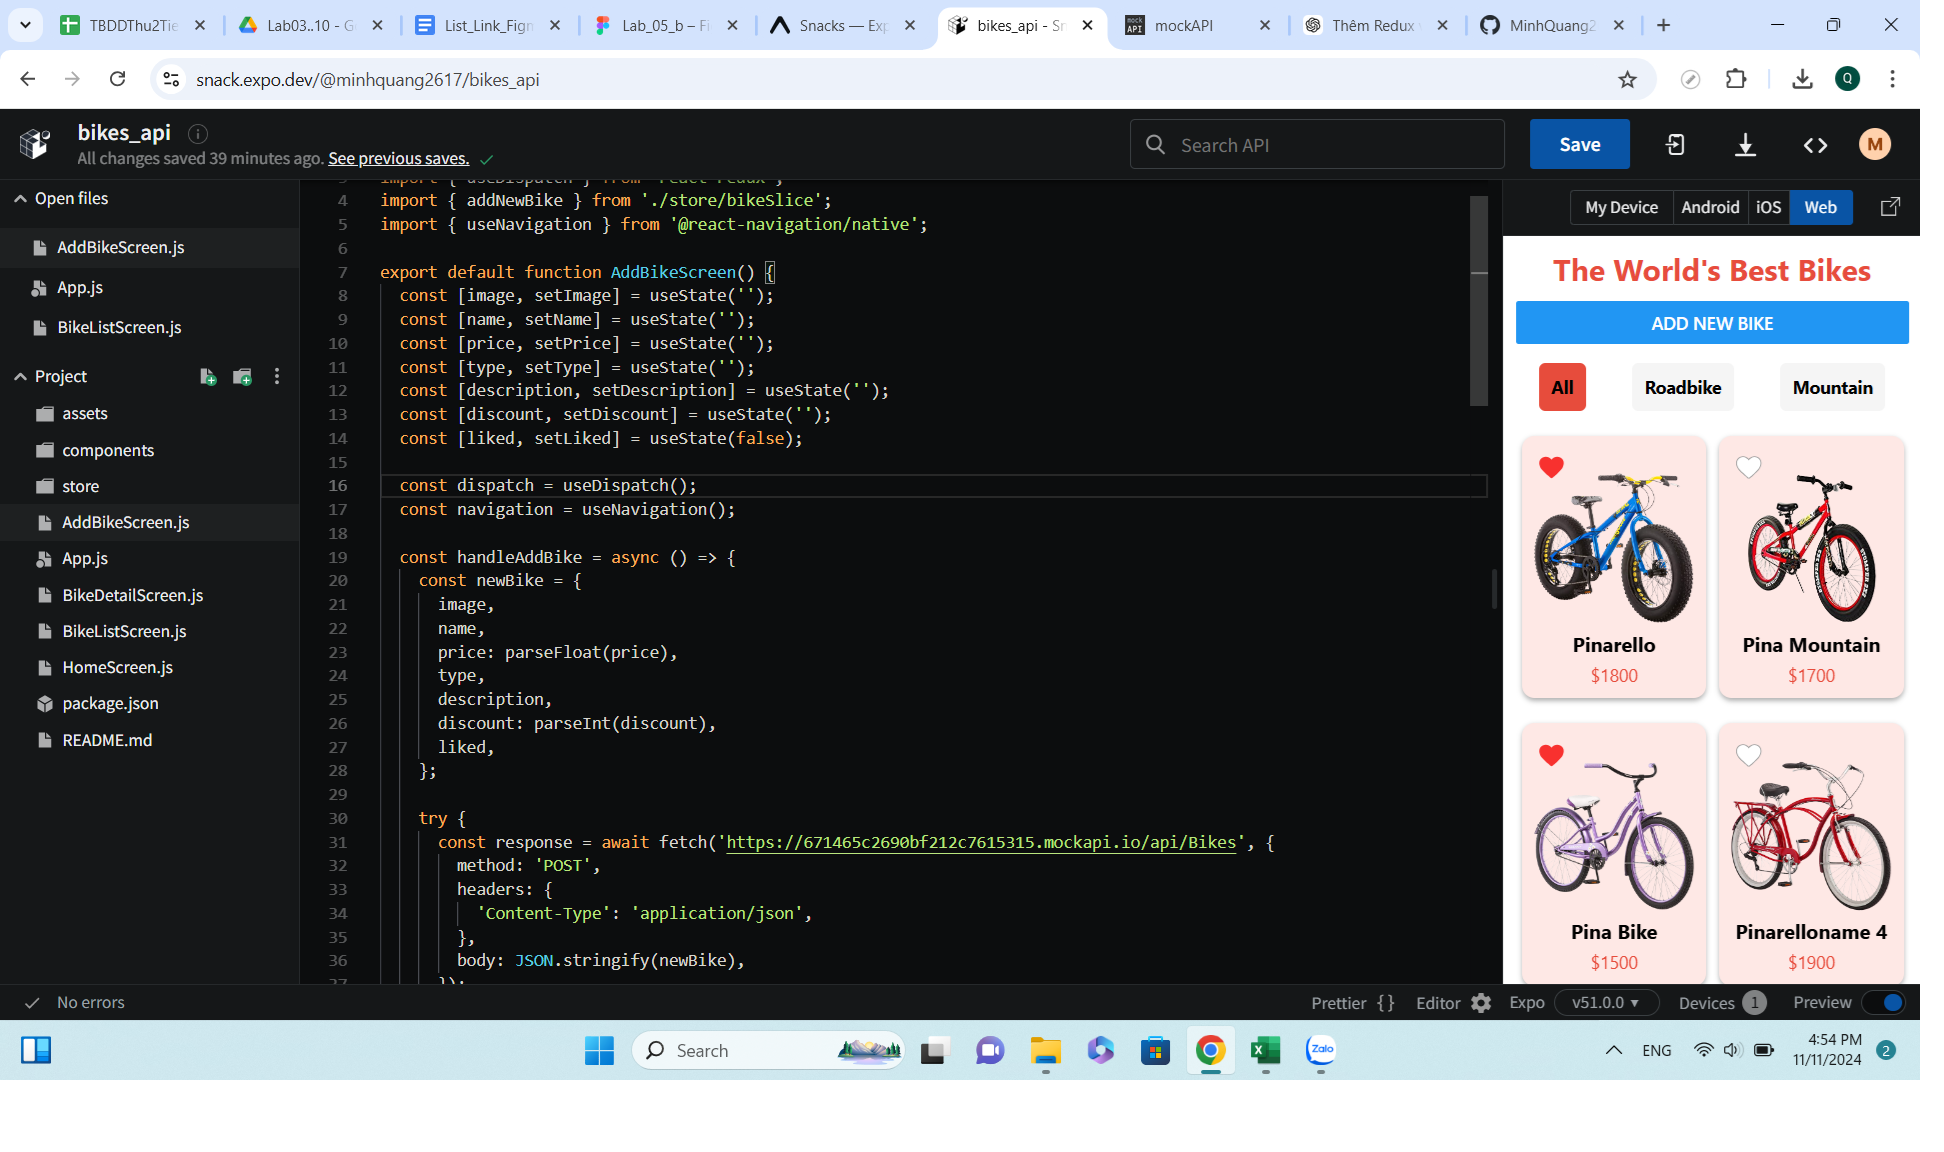 TBDDThu2Tie
Lab03..10 - G
List_Link_Fign
Lab_05_b – Fi
Snacks — Exp
bikes_api - Sn
mockAPI
Thêm Redux v
MinhQuang2
snack.expo.dev/@minhquang2617/bikes_api
Q
bikes_api
All changes saved 39 minutes ago. See previous saves.
Search API
Save
M
Open files
AddBikeScreen.js
App.js
BikeListScreen.js
Project
assets
components
store
AddBikeScreen.js
App.js
BikeDetailScreen.js
BikeListScreen.js
HomeScreen.js
package.json
README.md
3 import { useDispatch } from 'react-redux';
4 import { addNewBike } from './store/bikeSlice';
5 import { useNavigation } from '@react-navigation/native';
6
7 export default function AddBikeScreen() {
8 const [image, setImage] = useState('');
9 const [name, setName] = useState('');
10 const [price, setPrice] = useState('');
11 const [type, setType] = useState('');
12 const [description, setDescription] = useState('');
13 const [discount, setDiscount] = useState('');
14 const [liked, setLiked] = useState(false);
15
16 const dispatch = useDispatch();
17 const navigation = useNavigation();
18
19 const handleAddBike = async () => {
20 const newBike = {
21 image,
22 name,
23 price: parseFloat(price),
24 type,
25 description,
26 discount: parseInt(discount),
27 liked,
28 };
29
30 try {
31 const response = await fetch('https://671465c2690bf212c7615315.mockapi.io/api/Bikes', {
32 method: 'POST',
33 headers: {
34 'Content-Type': 'application/json',
35 },
36 body: JSON.stringify(newBike),
37 });
My Device Android iOS Web
The World's Best Bikes
ADD NEW BIKE
All Roadbike Mountain
Pinarello
$1800
Pina Mountain
$1700
Pina Bike
$1500
Pinarelloname 4
$1900
No errors
Prettier { } Editor Expo v51.0.0 Devices 1 Preview
Search
Zalo
ENG
4:54 PM
11/11/2024
2